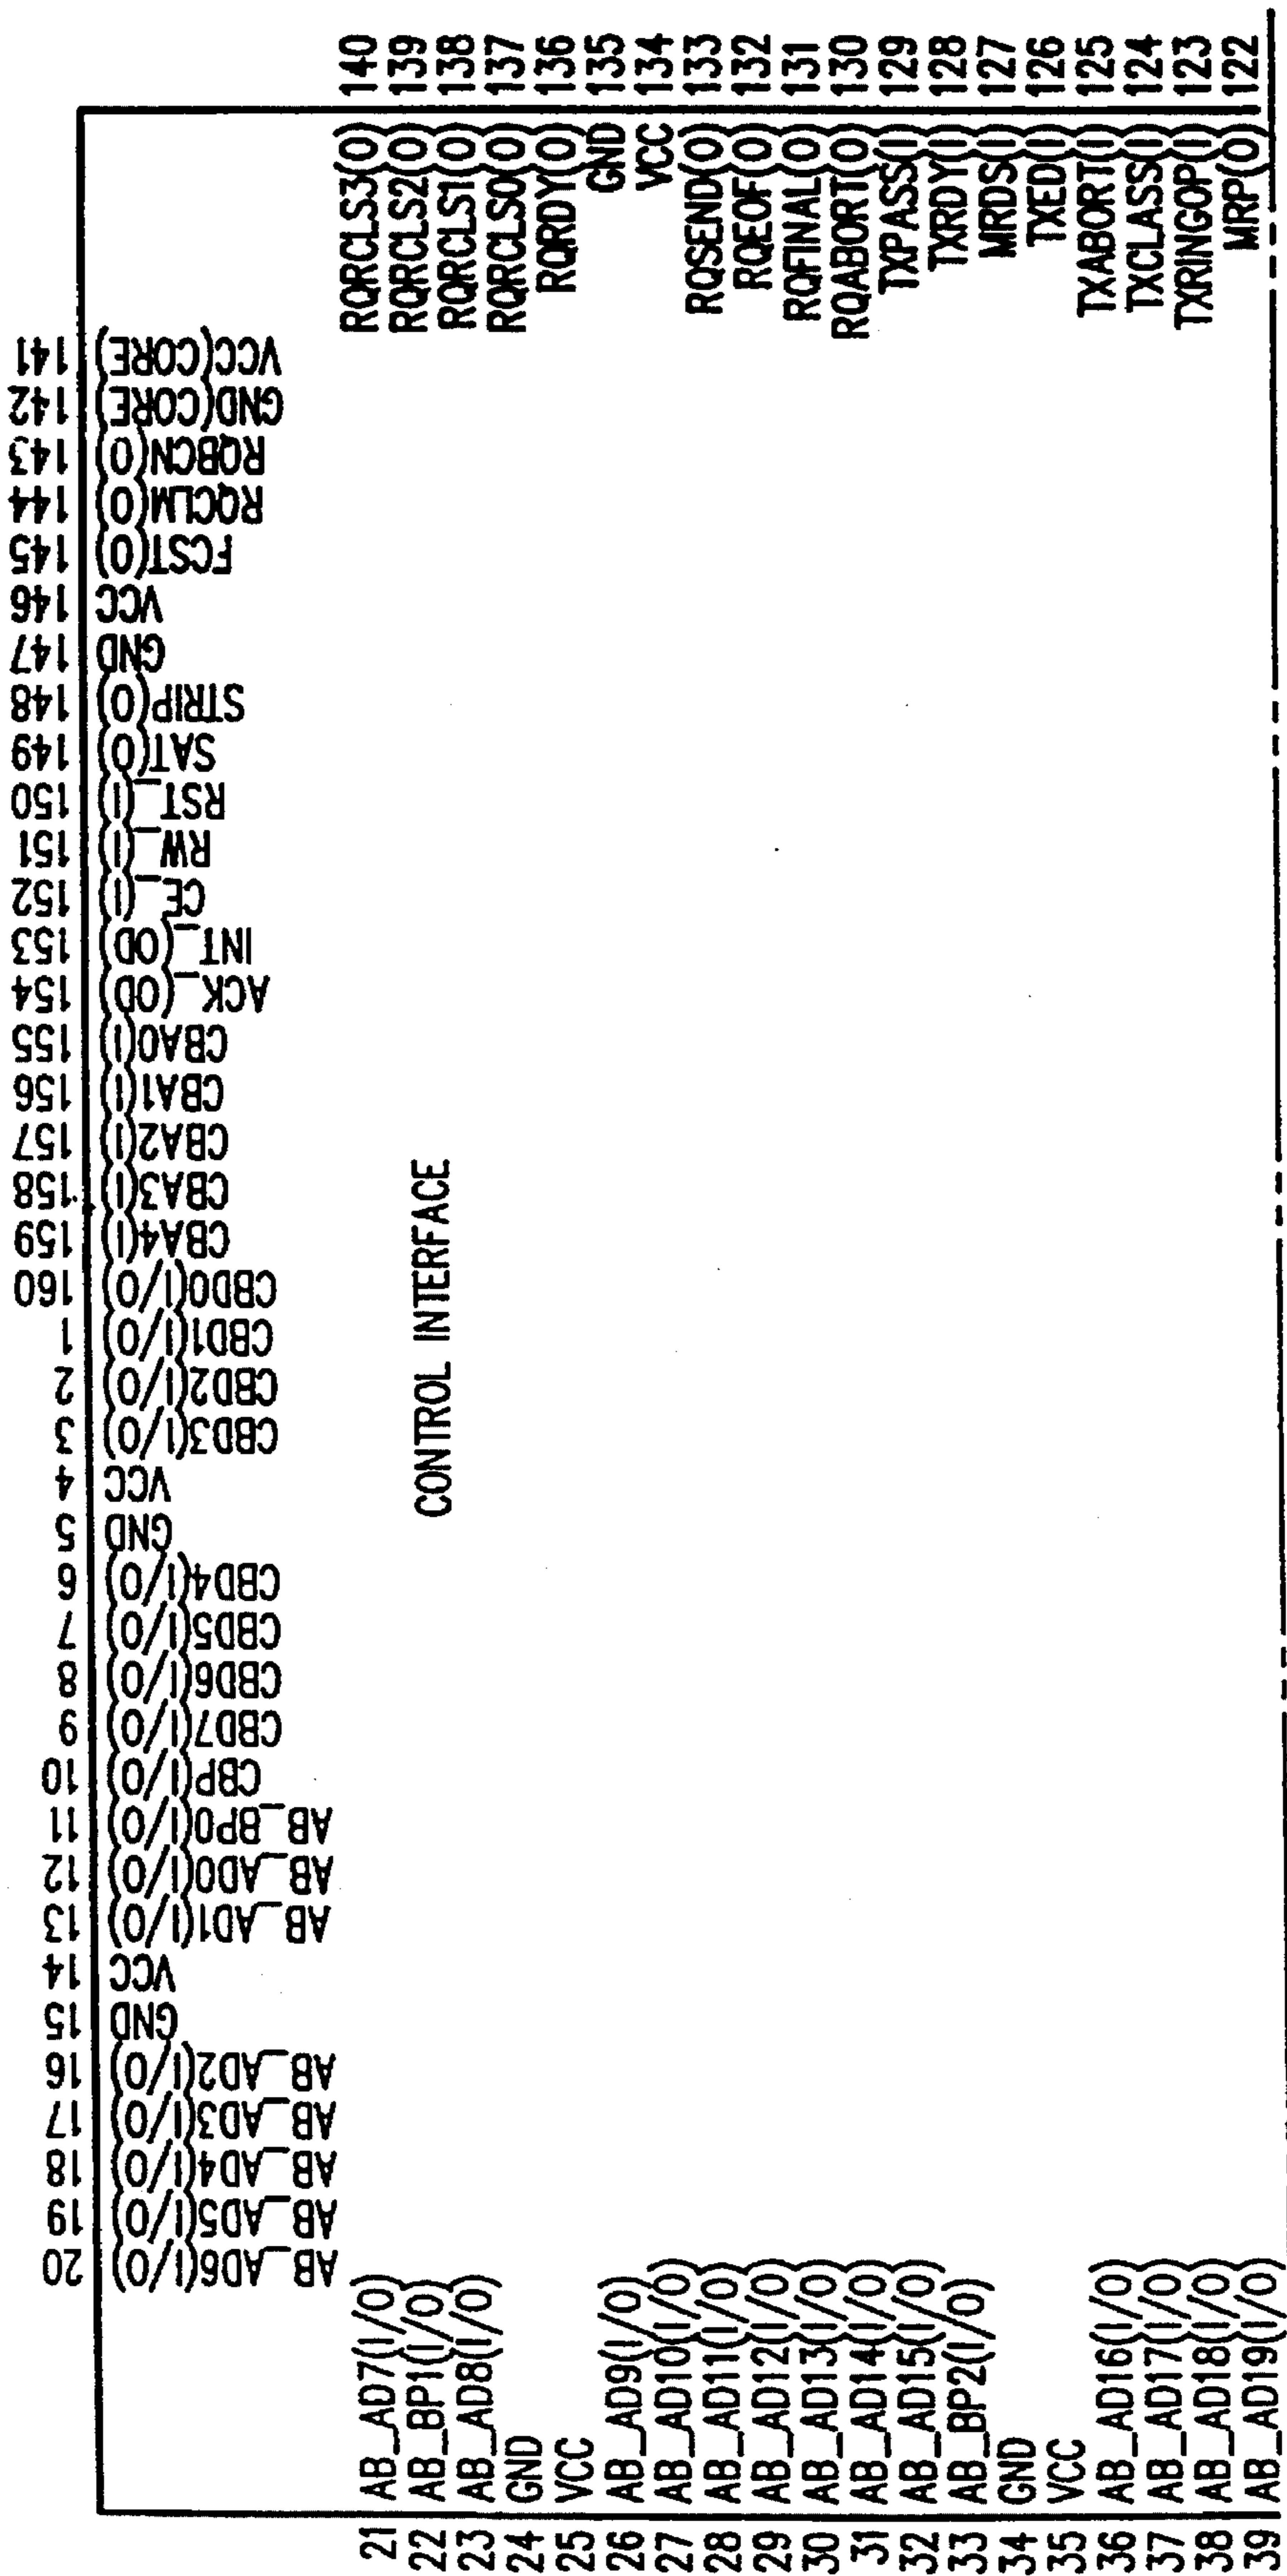 141 VCC(CORE)
142 GND(CORE)
143 RQBCN(O)
144 RQCLM(O)
145 FCST(O)
146 VCC
147 GND
148 STRIP(O)
149 SAT(O)
150 RST_(I)
151 RW_(I)
152 CE_(I)
153 INT_(OD)
154 ACK_(OD)
155 CBA0(I)
156 CBA1(I)
157 CBA2(I)
158 CBA3(I)
159 CBA4(I)
160 CBD0(I/O)
1 CBD1(I/O)
2 CBD2(I/O)
3 CBD3(I/O)
4 VCC
5 GND
6 CBD4(I/O)
7 CBD5(I/O)
8 CBD6(I/O)
9 CBD7(I/O)
10 CBP(I/O)
11 AB_BP0(I/O)
12 AB_AD0(I/O)
13 AB_AD1(I/O)
14 VCC
15 GND
16 AB_AD2(I/O)
17 AB_AD3(I/O)
18 AB_AD4(I/O)
19 AB_AD5(I/O)
20 AB_AD6(I/O)
21 AB_AD7(I/O)
22 AB_BP1(I/O)
23 AB_AD8(I/O)
24 GND
25 VCC
26 AB_AD9(I/O)
27 AB_AD10(I/O)
28 AB_AD11(I/O)
29 AB_AD12(I/O)
30 AB_AD13(I/O)
31 AB_AD14(I/O)
32 AB_AD15(I/O)
33 AB_BP2(I/O)
34 GND
35 VCC
36 AB_AD16(I/O)
37 AB_AD17(I/O)
38 AB_AD18(I/O)
39 AB_AD19(I/O)
CONTROL INTERFACE
RQRCLS3(O) 140
RQRCLS2(O) 139
RQRCLS1(O) 138
RQRCLS0(O) 137
RQRDY(O) 136
GND 135
VCC 134
RQSEND(O) 133
RQEOF(O) 132
RQFINAL(O) 131
RQABORT(O) 130
TXPASS(I) 129
TXRDY(I) 128
MRDS(I) 127
TXED(I) 126
TXABORT(I) 125
TXCLASS(I) 124
TXRINGOP(I) 123
MRP(O) 122